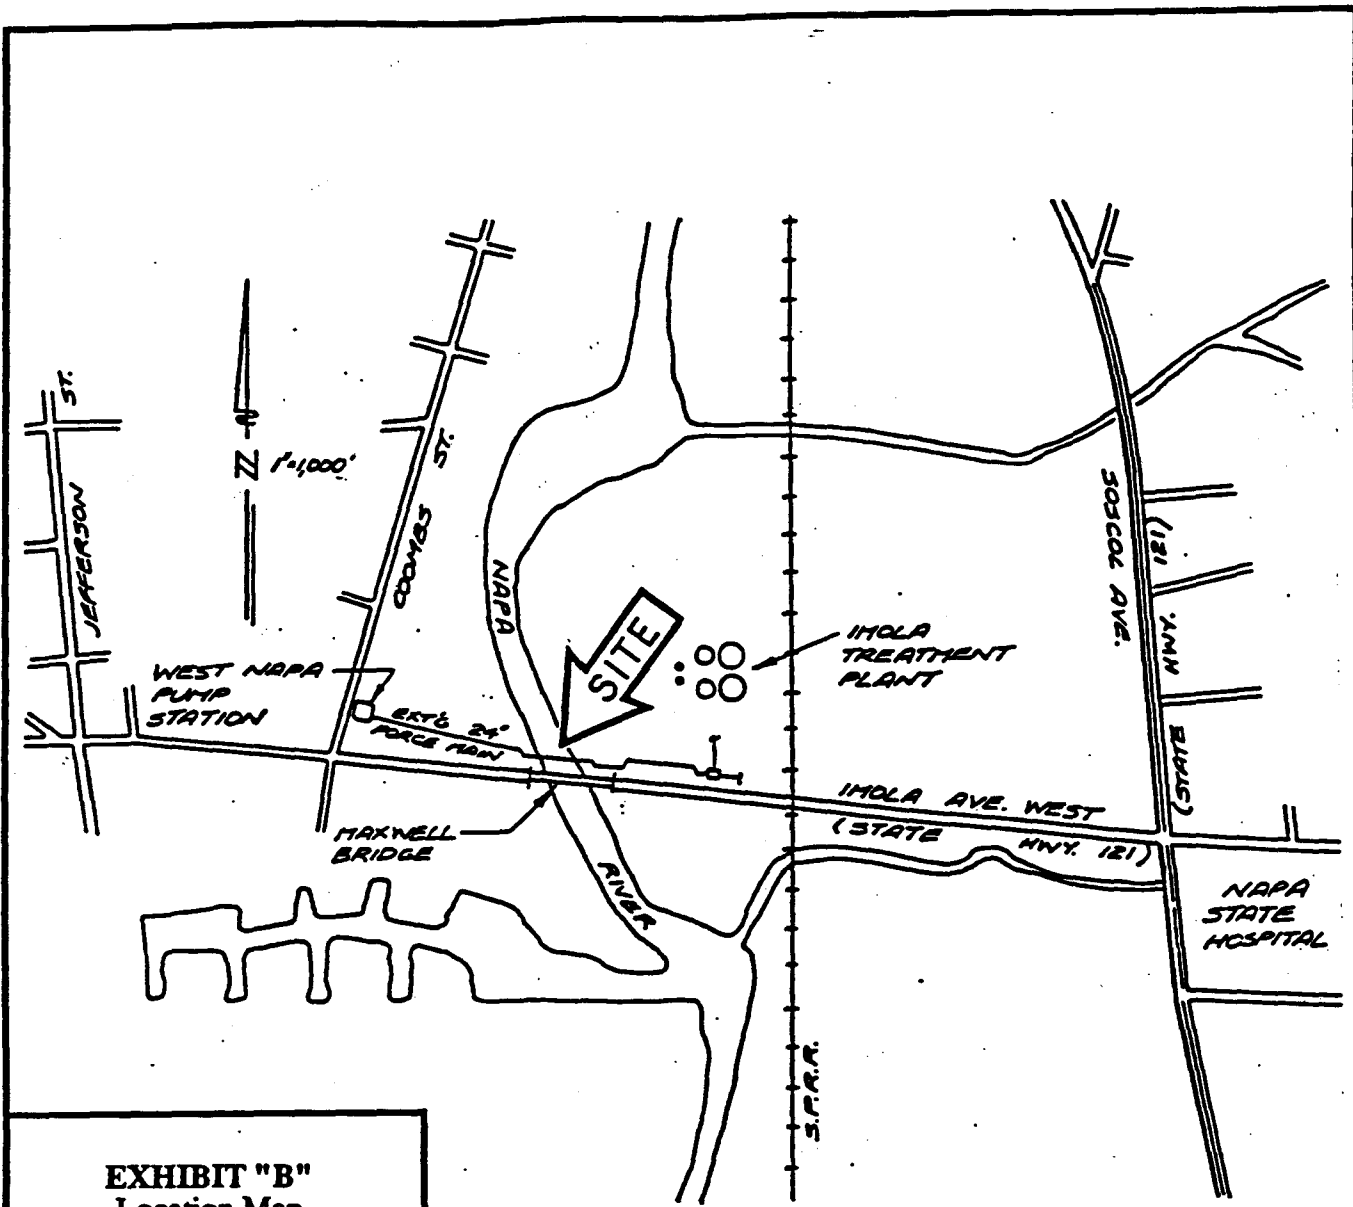 ST.
JEFFERSON
N
1"=1,000'
COOMBS ST.
NAPA
SITE
IMOLA
TREATMENT
PLANT
SOSCOL AVE.
(121
HWY.
STATE)
WEST NAPA
PUMP
STATION
EXT'G 24"
FORCE MAIN
MAXWELL
BRIDGE
IMOLA AVE. WEST
(STATE HWY. 121)
RIVER
NAPA
STATE
HOSPITAL
S.P.R.R.
EXHIBIT "B"
Location Map